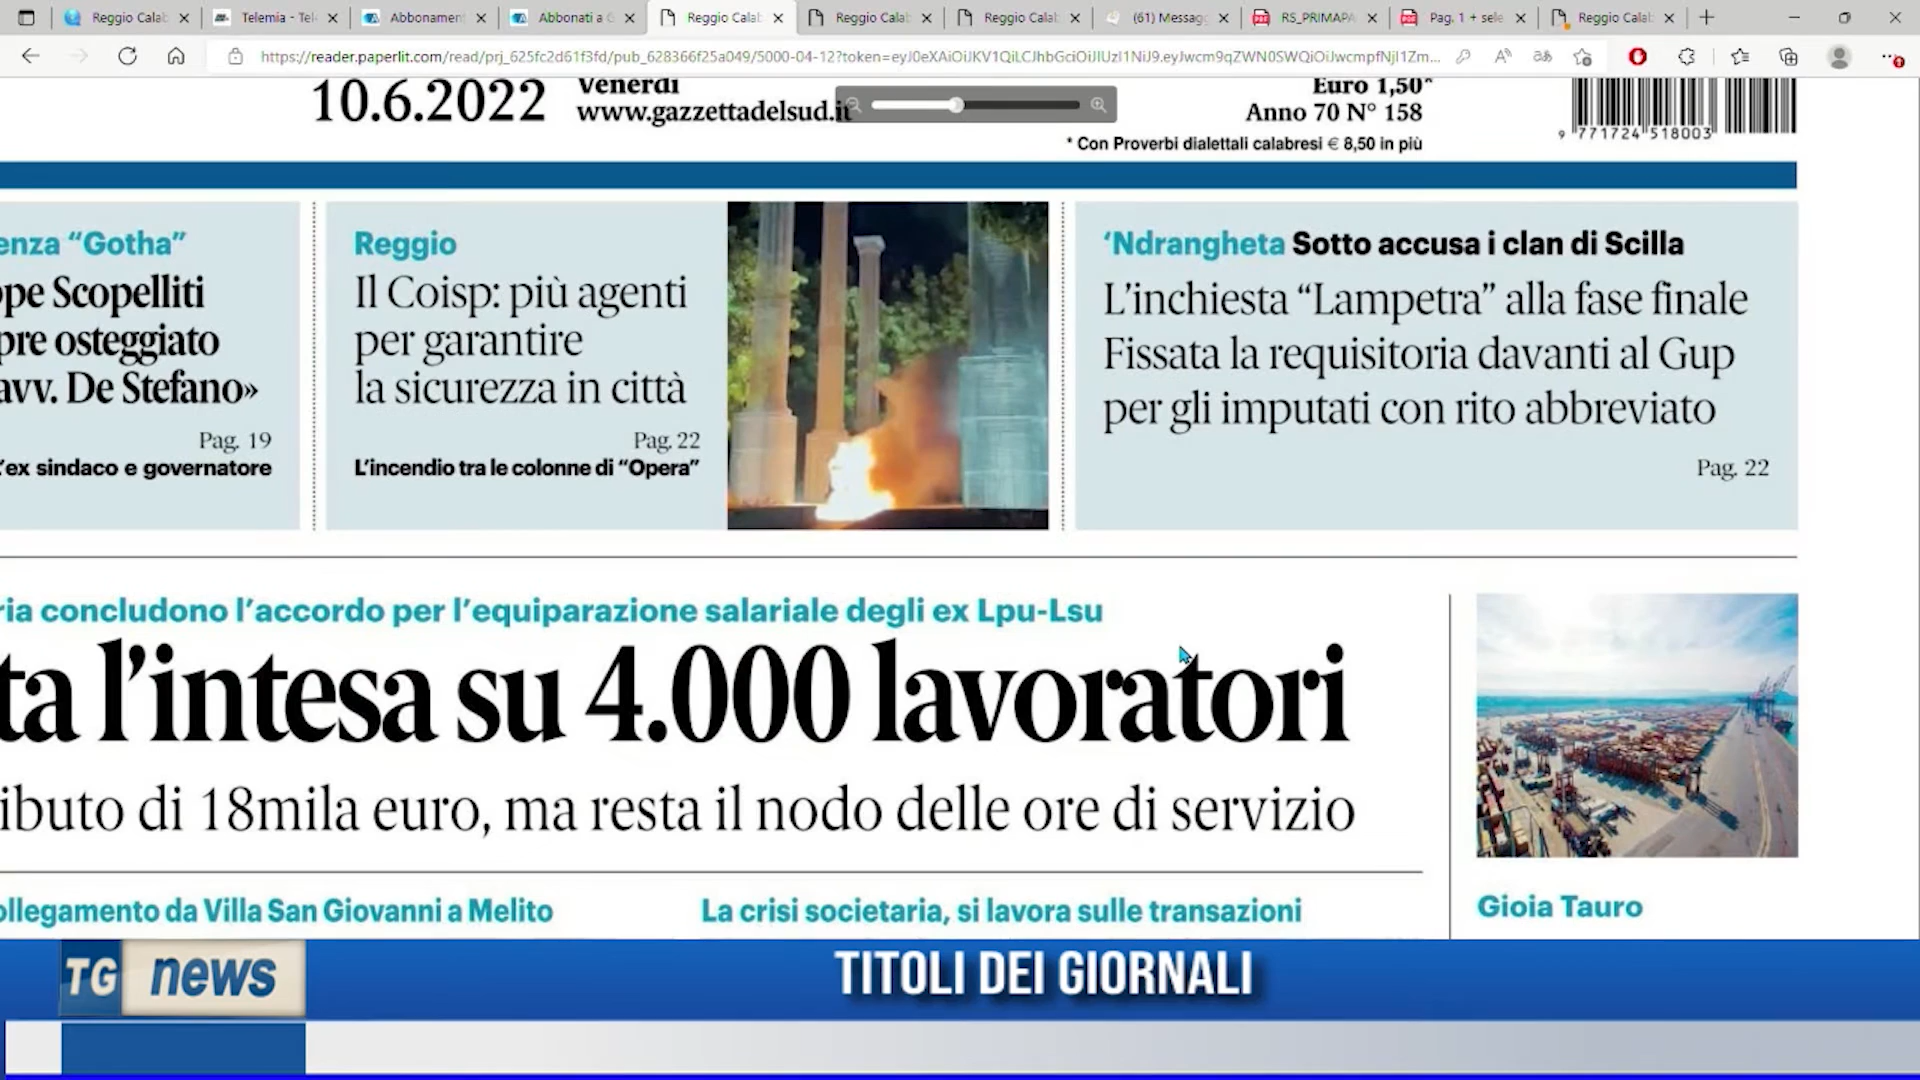 Reggio Calab
Telemia - Tel
Abbonamen
Abbonati a G
Reggio Calab
Reggio Calab
Reggio Calab
(61) Messagg
RS_PRIMAPA
Pag. 1 + sele
Reggio Calab
10.6.2022
Venerdì
www.gazzettadelsud.it
Euro 1,50*
Anno 70 N° 158
* Con Proverbi dialettali calabresi € 8,50 in più
9 771724 518003
enza “Gotha”
ppe Scopelliti
pre osteggiato
avv. De Stefano»
Pag. 19
’ex sindaco e governatore
Reggio
Il Coisp: più agenti
per garantire
la sicurezza in città
Pag. 22
L’incendio tra le colonne di “Opera”
‘Ndrangheta Sotto accusa i clan di Scilla
L’inchiesta “Lampetra” alla fase finale
Fissata la requisitoria davanti al Gup
per gli imputati con rito abbreviato
Pag. 22
ria concludono l’accordo per l’equiparazione salariale degli ex Lpu-Lsu
ta l’intesa su 4.000 lavoratori
ibuto di 18mila euro, ma resta il nodo delle ore di servizio
ollegamento da Villa San Giovanni a Melito
La crisi societaria, si lavora sulle transazioni
Gioia Tauro
TG news
TITOLI DEI GIORNALI